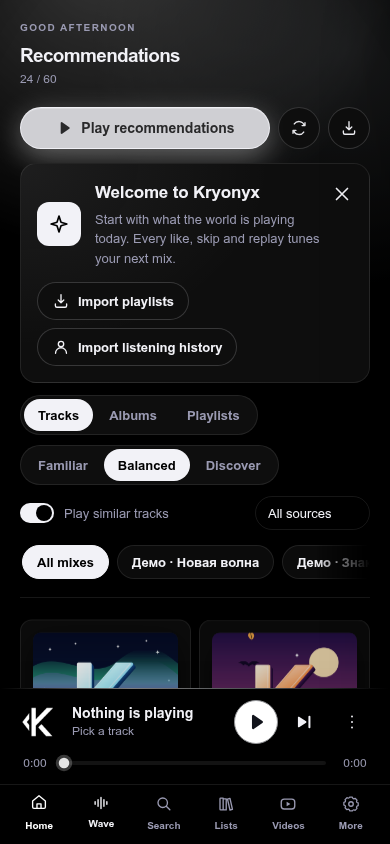 GOOD AFTERNOON
Recommendations
24 / 60
Play recommendations
Welcome to Kryonyx
Start with what the world is playing
today. Every like, skip and replay tunes
your next mix.
Import playlists
Import listening history
Tracks Albums Playlists
Familiar Balanced Discover
Play similar tracks All sources
All mixes Демо · Новая волна Демо ·
Nothing is playing
Pick a track
0:00 0:00
Home Wave Search Lists Videos More